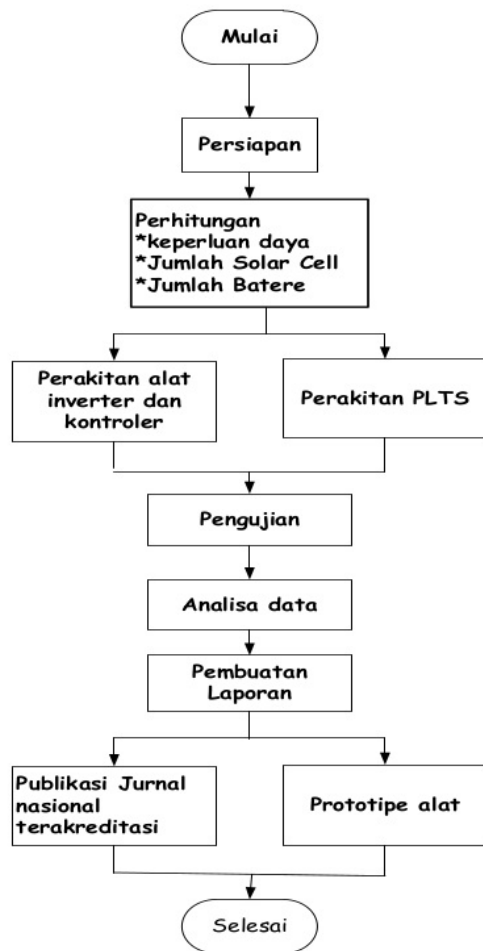 Mulai
Persiapan
Perhitungan
*keperluan daya
*Jumlah Solar Cell
*Jumlah Batere
Perakitan alat
inverter dan
kontroler
Perakitan PLTS
Pengujian
Analisa data
Pembuatan
Laporan
Publikasi Jurnal
nasional
terakreditasi
Prototipe alat
Selesai